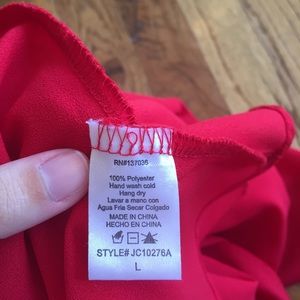 RN#137036
100% Polyester
Hand wash cold
Hang dry
Lavar a mano con
Agua Fria Secar Colgado
MADE IN CHINA
HECHO EN CHINA
STYLE# JC10276A
L